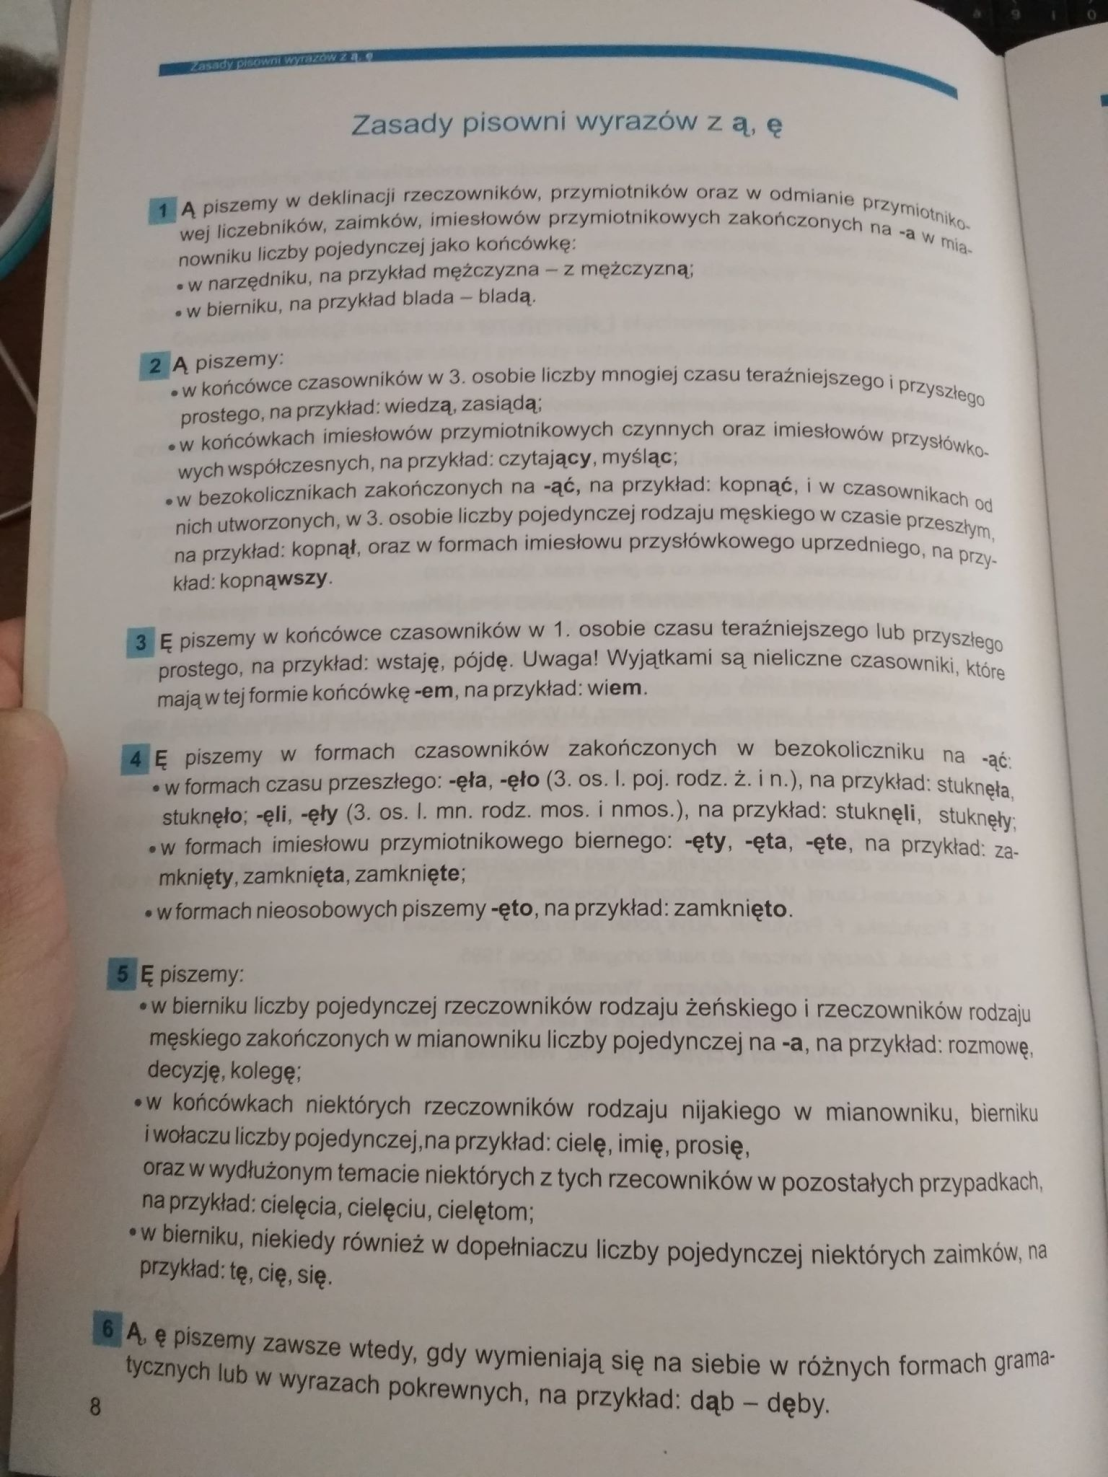 Zasady pisowni wyrazów z ą, ę
Zasady pisowni wyrazów z ą, ę
1 Ą piszemy w deklinacji rzeczowników, przymiotników oraz w odmianie przymiotniko-
wej liczebników, zaimków, imiesłowów przymiotnikowych zakończonych na -a w mia-
nowniku liczby pojedynczej jako końcówkę:
• w narzędniku, na przykład mężczyzna – z mężczyzną;
• w bierniku, na przykład blada – bladą.
2 Ą piszemy:
• w końcówce czasowników w 3. osobie liczby mnogiej czasu teraźniejszego i przyszłego
prostego, na przykład: wiedzą, zasiądą;
• w końcówkach imiesłowów przymiotnikowych czynnych oraz imiesłowów przysłówko-
wych współczesnych, na przykład: czytający, myśląc;
• w bezokolicznikach zakończonych na -ąć, na przykład: kopnąć, i w czasownikach od
nich utworzonych, w 3. osobie liczby pojedynczej rodzaju męskiego w czasie przeszłym,
na przykład: kopnął, oraz w formach imiesłowu przysłówkowego uprzedniego, na przy-
kład: kopnąwszy.
3 Ę piszemy w końcówce czasowników w 1. osobie czasu teraźniejszego lub przyszłego
prostego, na przykład: wstaję, pójdę. Uwaga! Wyjątkami są nieliczne czasowniki, które
mają w tej formie końcówkę -em, na przykład: wiem.
4 Ę piszemy w formach czasowników zakończonych w bezokoliczniku na -ąć:
• w formach czasu przeszłego: -ęła, -ęło (3. os. l. poj. rodz. ż. i n.), na przykład: stuknęła,
stuknęło; -ęli, -ęły (3. os. l. mn. rodz. mos. i nmos.), na przykład: stuknęli, stuknęły;
• w formach imiesłowu przymiotnikowego biernego: -ęty, -ęta, -ęte, na przykład: za-
mknięty, zamknięta, zamknięte;
• w formach nieosobowych piszemy -ęto, na przykład: zamknięto.
5 Ę piszemy:
• w bierniku liczby pojedynczej rzeczowników rodzaju żeńskiego i rzeczowników rodzaju
męskiego zakończonych w mianowniku liczby pojedynczej na -a, na przykład: rozmowę,
decyzję, kolegę;
• w końcówkach niektórych rzeczowników rodzaju nijakiego w mianowniku, bierniku
i wołaczu liczby pojedynczej,na przykład: cielę, imię, prosię,
oraz w wydłużonym temacie niektórych z tych rzecowników w pozostałych przypadkach,
na przykład: cielęcia, cielęciu, cielętom;
• w bierniku, niekiedy również w dopełniaczu liczby pojedynczej niektórych zaimków, na
przykład: tę, cię, się.
6 Ą, ę piszemy zawsze wtedy, gdy wymieniają się na siebie w różnych formach grama-
tycznych lub w wyrazach pokrewnych, na przykład: dąb – dęby.
8